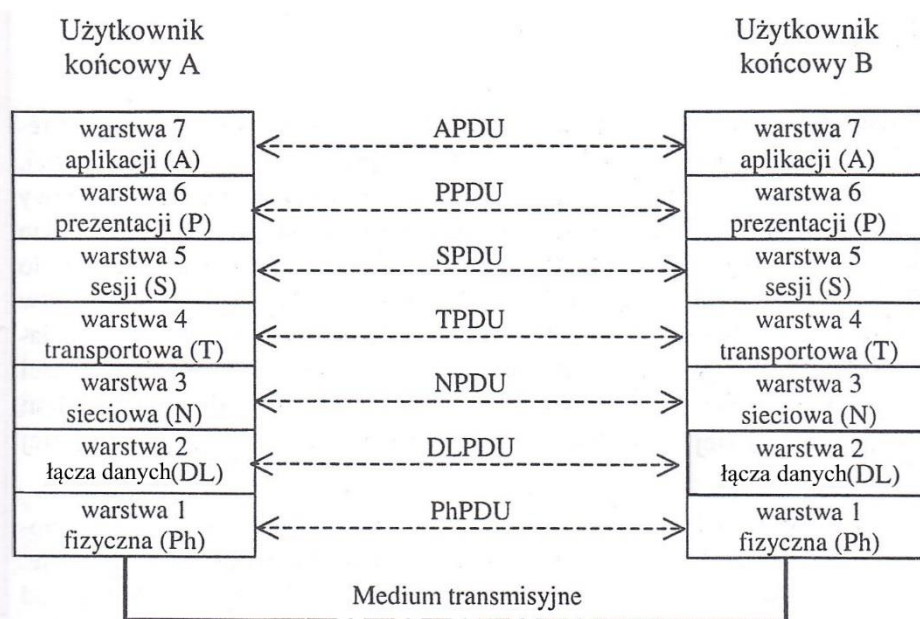 Użytkownik
końcowy A
Użytkownik
końcowy B
warstwa 7
aplikacji (A)
APDU
warstwa 7
aplikacji (A)
warstwa 6
prezentacji (P)
PPDU
warstwa 6
prezentacji (P)
warstwa 5
sesji (S)
SPDU
warstwa 5
sesji (S)
warstwa 4
transportowa (T)
TPDU
warstwa 4
transportowa (T)
warstwa 3
sieciowa (N)
NPDU
warstwa 3
sieciowa (N)
warstwa 2
łącza danych(DL)
DLPDU
warstwa 2
łącza danych(DL)
warstwa 1
fizyczna (Ph)
PhPDU
warstwa 1
fizyczna (Ph)
Medium transmisyjne